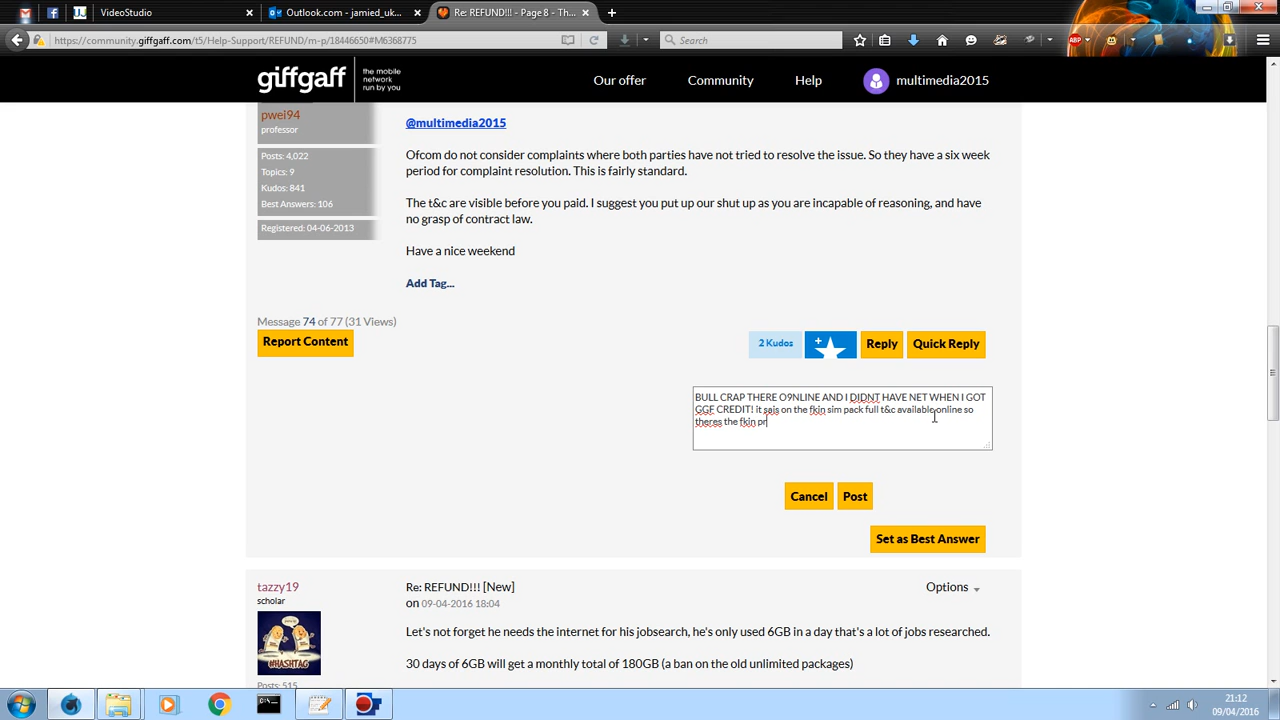 VideoStudio
Outlook.com - jamied_uk...
Re: REFUND!!! - Page 8 - Th...
https://community.giffgaff.com/t5/Help-Support/REFUND/m-p/18446650#M6368775
Search
ABP
giffgaff
the mobile
network
run by you
Our offer
Community
Help
multimedia2015
pwei94
professor
Posts: 4,022
Topics: 9
Kudos: 841
Best Answers: 106
Registered: 04-06-2013
@multimedia2015
Ofcom do not consider complaints where both parties have not tried to resolve the issue. So they have a six week
period for complaint resolution. This is fairly standard.
The t&c are visible before you paid. I suggest you put up our shut up as you are incapable of reasoning, and have
no grasp of contract law.
Have a nice weekend
Add Tag...
Message 74 of 77 (31 Views)
Report Content
2 Kudos
Reply
Quick Reply
BULL CRAP THERE O9NLINE AND I DIDNT HAVE NET WHEN I GOT
GGF CREDIT! it sais on the fkin sim pack full t&c available online so
theres the fkin pr
Cancel
Post
Set as Best Answer
tazzy19
scholar
#HASHTAG
Posts: 515
Re: REFUND!!! [New]
on 09-04-2016 18:04
Options
Let's not forget he needs the internet for his jobsearch, he's only used 6GB in a day that's a lot of jobs researched.
30 days of 6GB will get a monthly total of 180GB (a ban on the old unlimited packages)
21:12
09/04/2016